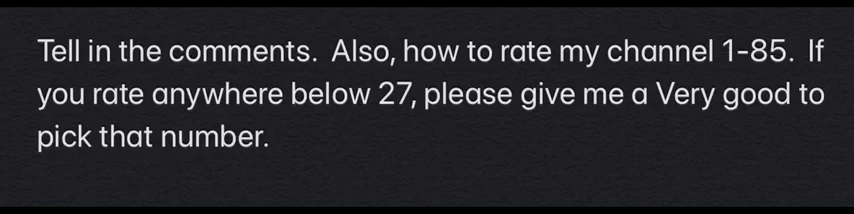 Tell in the comments.  Also, how to rate my channel 1-85.  If
you rate anywhere below 27, please give me a Very good to
pick that number.